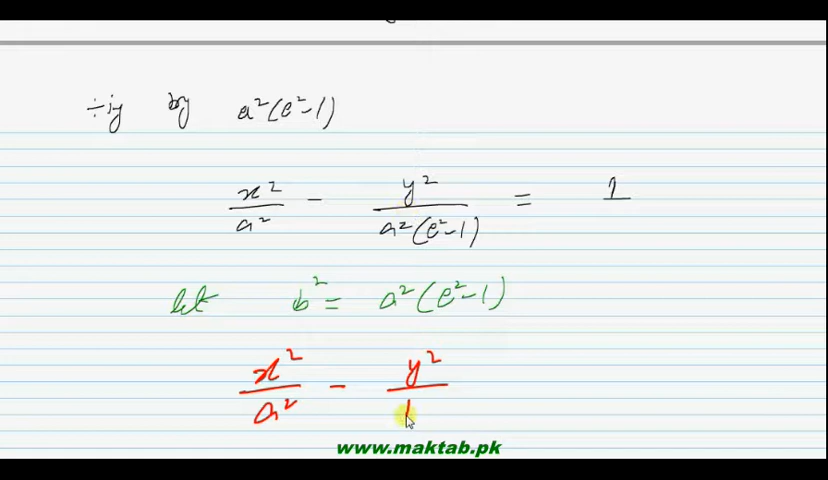 ÷iy by a²(e²-1)
x²/a² - y²/a²(e²-1) = 1
let b² = a²(e²-1)
x²/a² - y²/
www.maktab.pk